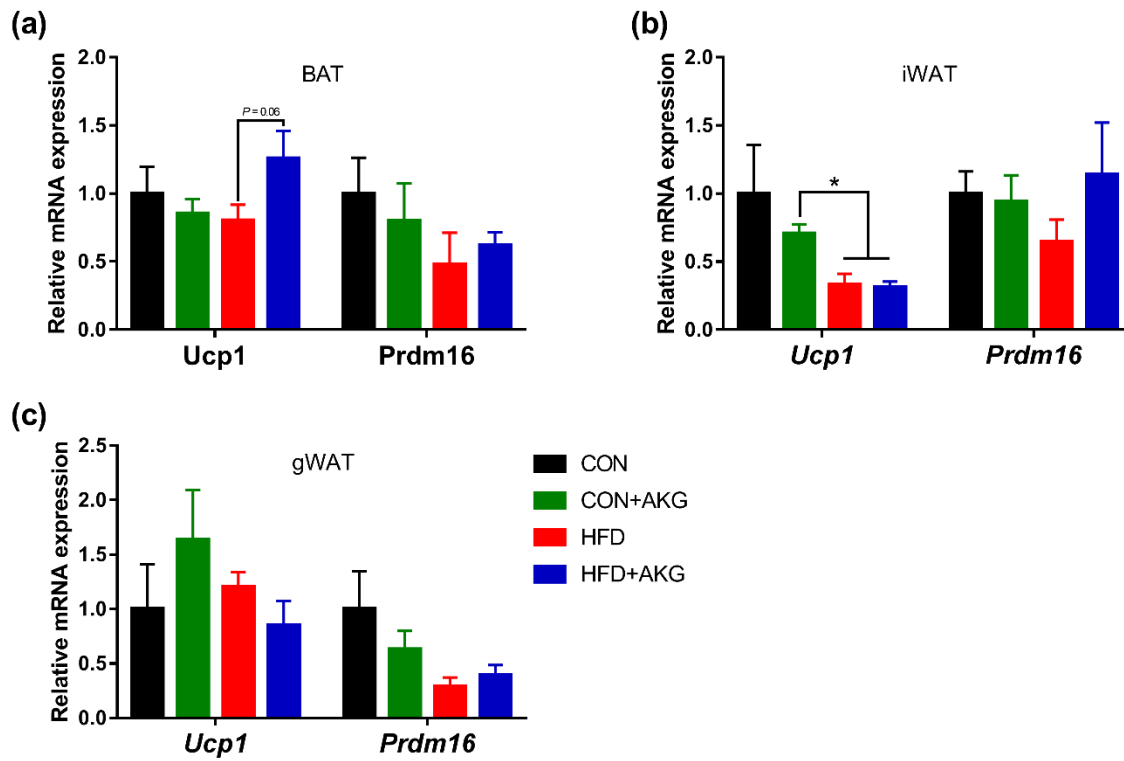 (a)
BAT
Relative mRNA expression
2.0
1.5
1.0
0.5
0.0
P = 0.06
Ucp1 Prdm16
(b)
iWAT
Relative mRNA expression
2.0
1.5
1.0
0.5
0.0
*
Ucp1 Prdm16
(c)
gWAT
Relative mRNA expression
2.5
2.0
1.5
1.0
0.5
0.0
Ucp1 Prdm16
CON
CON+AKG
HFD
HFD+AKG